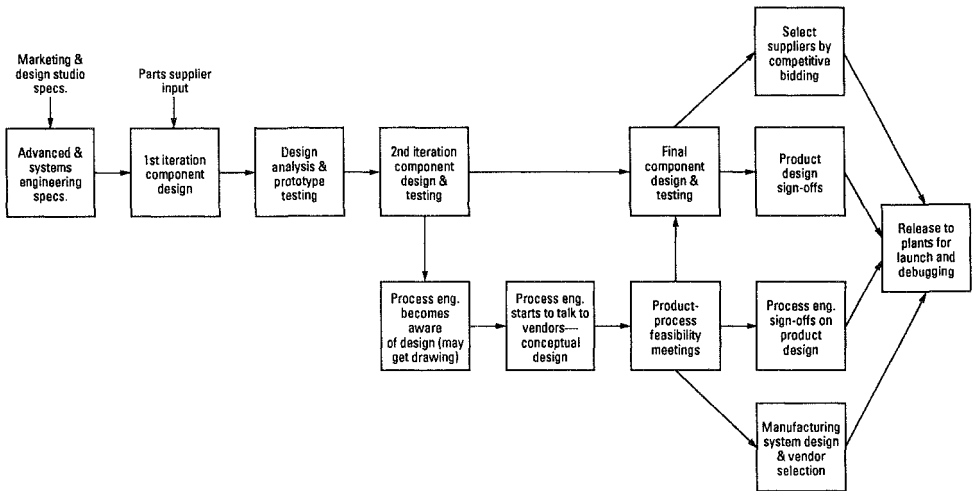 Marketing &
design studio
specs.
Parts supplier
input
Select
suppliers by
competitive
bidding
Advanced &
systems
engineering
specs.
1st iteration
component
design
Design
analysis &
prototype
testing
2nd iteration
component
design &
testing
Final
component
design &
testing
Product
design
sign-offs
Release to
plants for
launch and
debugging
Process eng.
becomes
aware
of design (may
get drawing)
Process eng.
starts to talk to
vendors—
conceptual
design
Product-
process
feasibility
meetings
Process eng.
sign-offs on
product
design
Manufacturing
system design
& vendor
selection